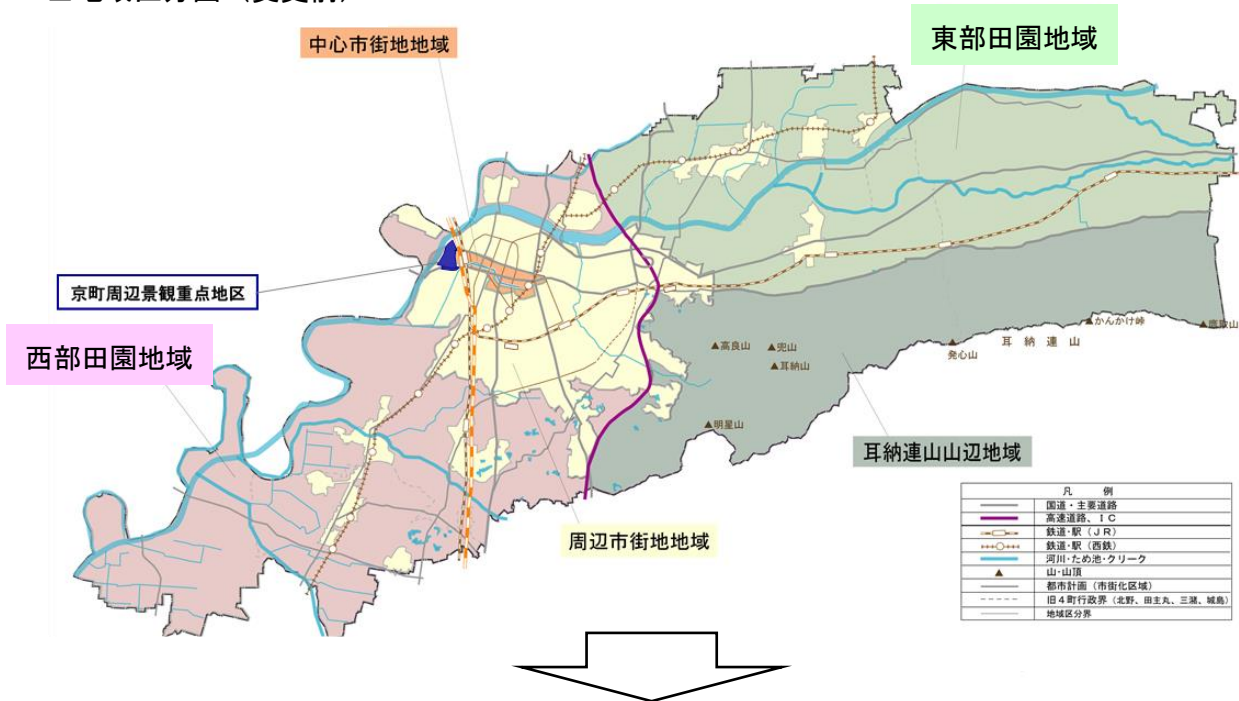 中心市街地地域
東部田園地域
京町周辺景観重点地区
西部田園地域
▲高良山
▲兜山
▲耳納山
▲かんかけ峠
▲鷹取山
発心山
耳 納 連 山
▲明星山
耳納連山山辺地域
周辺市街地地域
凡 例
国道・主要道路
高速道路、IC
鉄道・駅(JR)
鉄道・駅(西鉄)
河川・ため池・クリーク
山・山頂
都市計画(市街化区域)
旧4町行政界(北野、田主丸、三潴、城島)
地域区分界